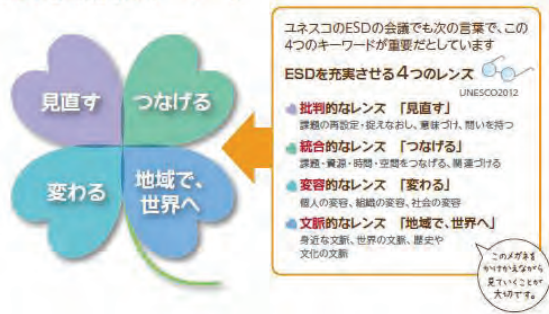 見直す
つなげる
変わる
地域で、
世界へ
ユネスコのESDの会議でも次の言葉で、この
4つのキーワードが重要だとしています
ESDを充実させる4つのレンズ
UNESCO2012
批判的なレンズ 「見直す」
課題の再設定・捉えなおし、意味づけ、問いを持つ
統合的なレンズ 「つなげる」
課題・資源・時間・空間をつなげる、関連づける
変容的なレンズ 「変わる」
個人の変容、組織の変容、社会の変容
文脈的なレンズ 「地域で、世界へ」
身近な文脈、世界の文脈、歴史や
文化の文脈
このメガネを
かけかえながら
見ていくことが
大切です。